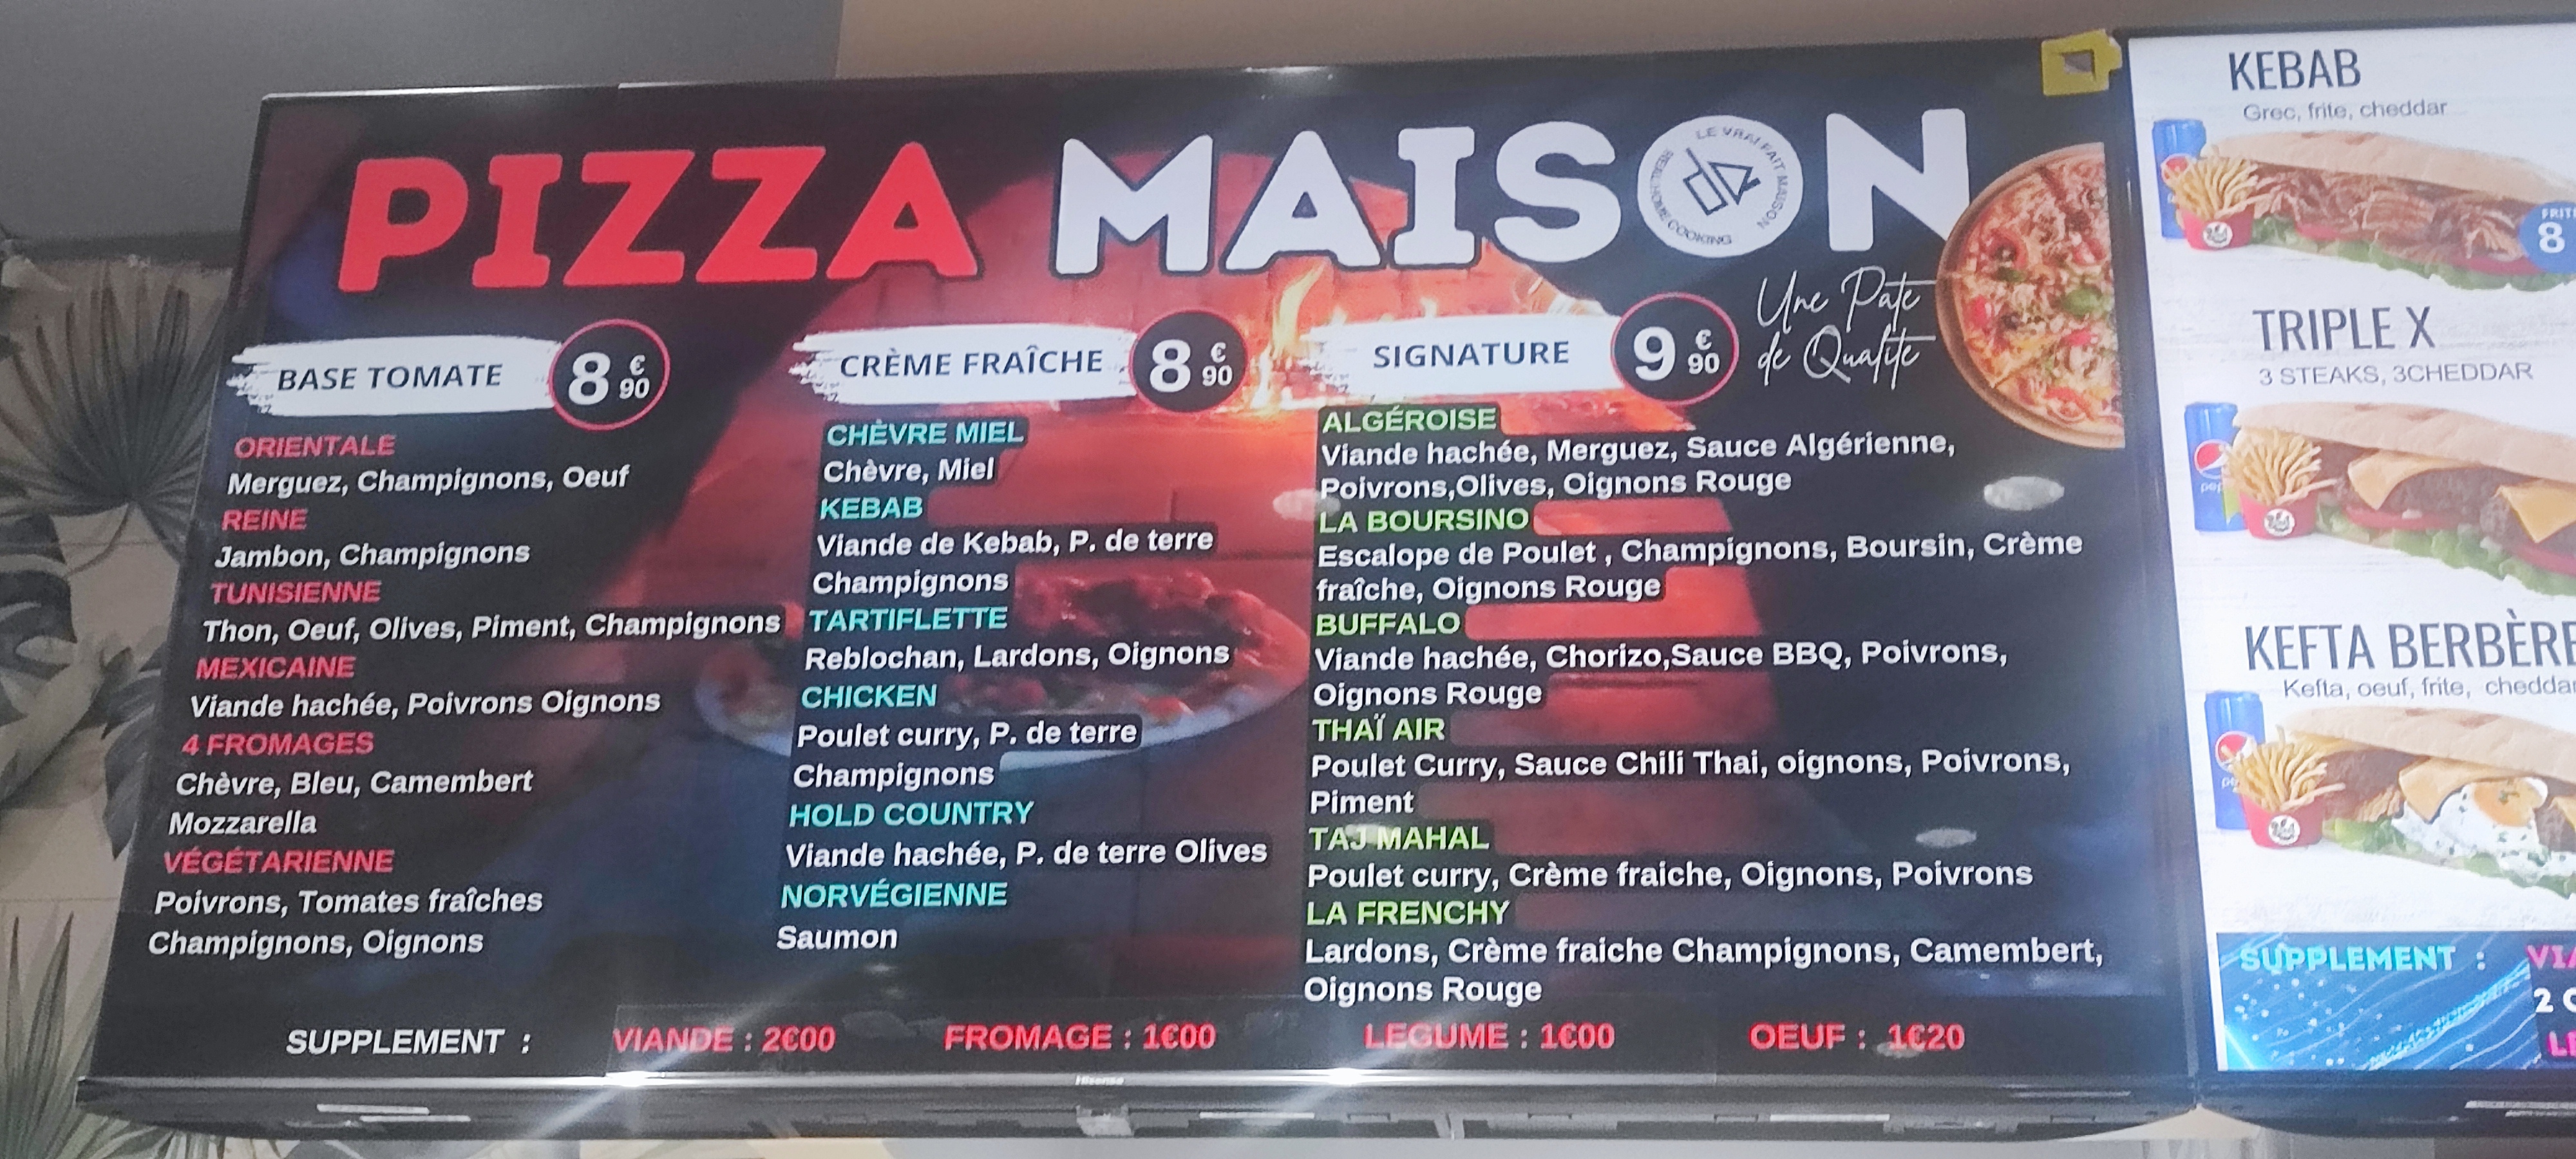 PIZZA MAISON
LE VRAI FAIT MAISON
REAL HOME COOKING
Une Pate
de Qualité
BASE TOMATE 8€90
ORIENTALE
Merguez, Champignons, Oeuf
REINE
Jambon, Champignons
TUNISIENNE
Thon, Oeuf, Olives, Piment, Champignons
MEXICAINE
Viande hachée, Poivrons Oignons
4 FROMAGES
Chèvre, Bleu, Camembert
Mozzarella
VÉGÉTARIENNE
Poivrons, Tomates fraîches
Champignons, Oignons
CRÈME FRAÎCHE 8€90
CHÈVRE MIEL
Chèvre, Miel
KEBAB
Viande de Kebab, P. de terre
Champignons
TARTIFLETTE
Reblochan, Lardons, Oignons
CHICKEN
Poulet curry, P. de terre
Champignons
HOLD COUNTRY
Viande hachée, P. de terre Olives
NORVÉGIENNE
Saumon
SIGNATURE 9€90
ALGÉROISE
Viande hachée, Merguez, Sauce Algérienne,
Poivrons,Olives, Oignons Rouge
LA BOURSINO
Escalope de Poulet , Champignons, Boursin, Crème
fraîche, Oignons Rouge
BUFFALO
Viande hachée, Chorizo,Sauce BBQ, Poivrons,
Oignons Rouge
THAÏ AIR
Poulet Curry, Sauce Chili Thai, oignons, Poivrons,
Piment
TAJ MAHAL
Poulet curry, Crème fraiche, Oignons, Poivrons
LA FRENCHY
Lardons, Crème fraiche Champignons, Camembert,
Oignons Rouge
SUPPLEMENT : VIANDE : 2€00 FROMAGE : 1€00 LEGUME : 1€00 OEUF : 1€20
Hisense
KEBAB
Grec, frite, cheddar
8
TRIPLE X
3 STEAKS, 3CHEDDAR
KEFTA BERBÈRE
Kefta, oeuf, frite, cheddar
SUPPLEMENT :
2